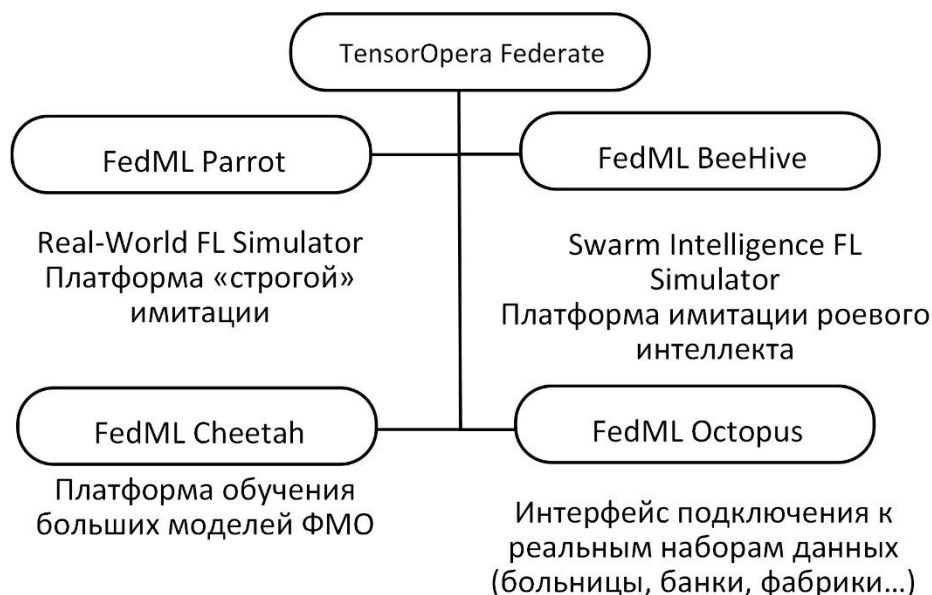 TensorOpera Federate
FedML Parrot
FedML BeeHive
Real-World FL Simulator
Платформа «строгой»
имитации
Swarm Intelligence FL
Simulator
Платформа имитации роевого
интеллекта
FedML Cheetah
FedML Octopus
Платформа обучения
больших моделей ФМО
Интерфейс подключения к
реальным наборам данных
(больницы, банки, фабрики...)